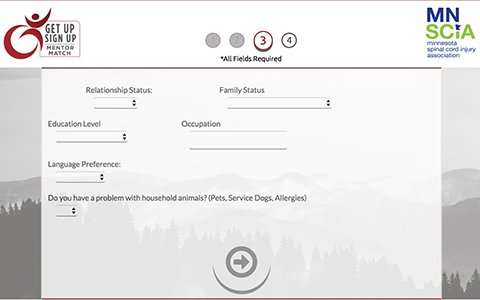 GET UP
SIGN UP
MENTOR
MATCH
1 2 3 4
*All Fields Required
MN
SCIA
minnesota
spinal cord injury
association
Relationship Status: Family Status
Education Level Occupation
Language Preference:
Do you have a problem with household animals? (Pets, Service Dogs, Allergies)